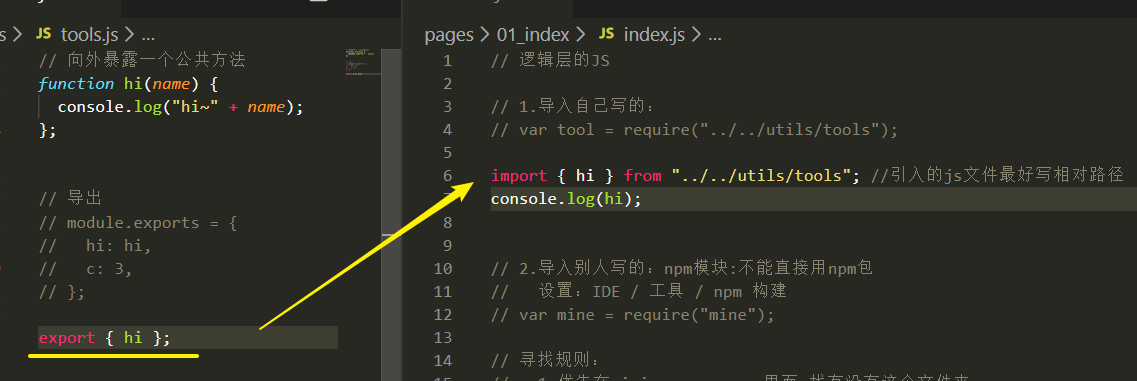 s > JS tools.js > ...
// 向外暴露一个公共方法
function hi(name) {
console.log("hi~" + name);
};
// 导出
// module.exports = {
//   hi: hi,
//   c: 3,
// };
export { hi };
pages > 01_index > JS index.js > ...
1 // 逻辑层的JS
2
3 // 1.导入自己写的：
4 // var tool = require("../../utils/tools");
5
6 import { hi } from "../../utils/tools"; //引入的js文件最好写相对路径
console.log(hi);
8
9
10 // 2.导入别人写的：npm模块:不能直接用npm包
11 //   设置：IDE / 工具 / npm 构建
12 // var mine = require("mine");
13
14 // 寻找规则：